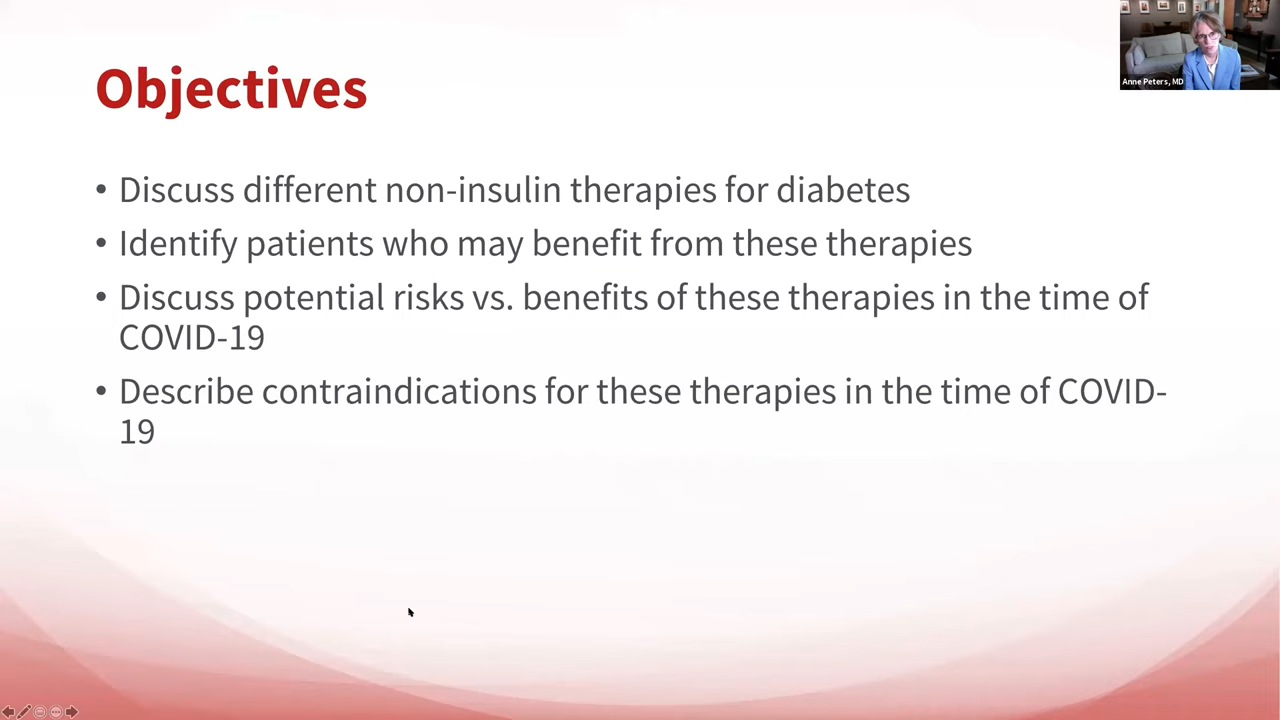 Objectives
• Discuss different non-insulin therapies for diabetes
• Identify patients who may benefit from these therapies
• Discuss potential risks vs. benefits of these therapies in the time of
COVID-19
• Describe contraindications for these therapies in the time of COVID-
19
Anne Peters, MD